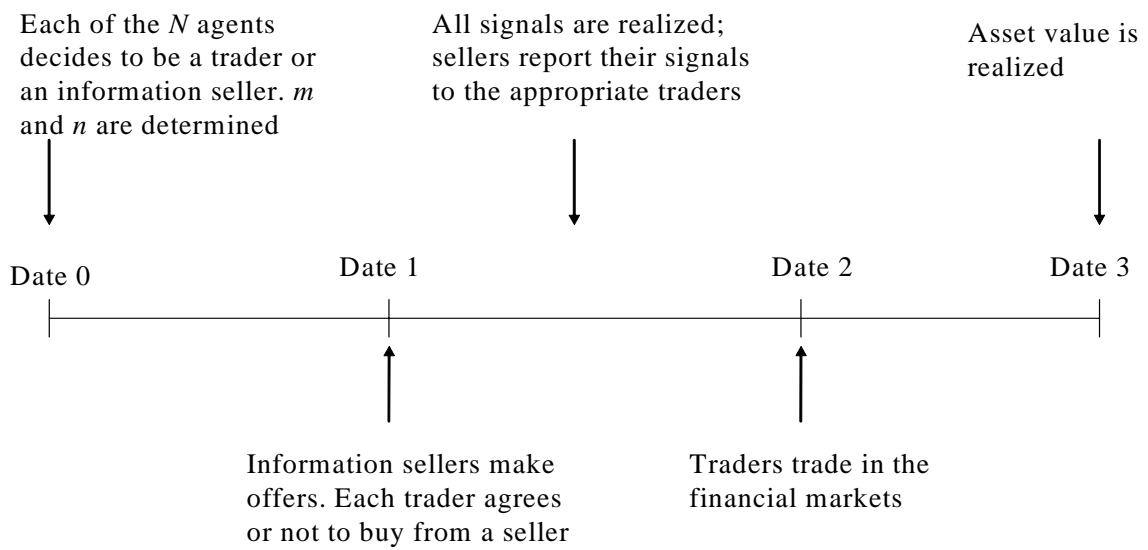 Each of the N agents
decides to be a trader or
an information seller. m
and n are determined
All signals are realized;
sellers report their signals
to the appropriate traders
Asset value is
realized
Date 0
Date 1
Date 2
Date 3
Information sellers make
offers. Each trader agrees
or not to buy from a seller
Traders trade in the
financial markets